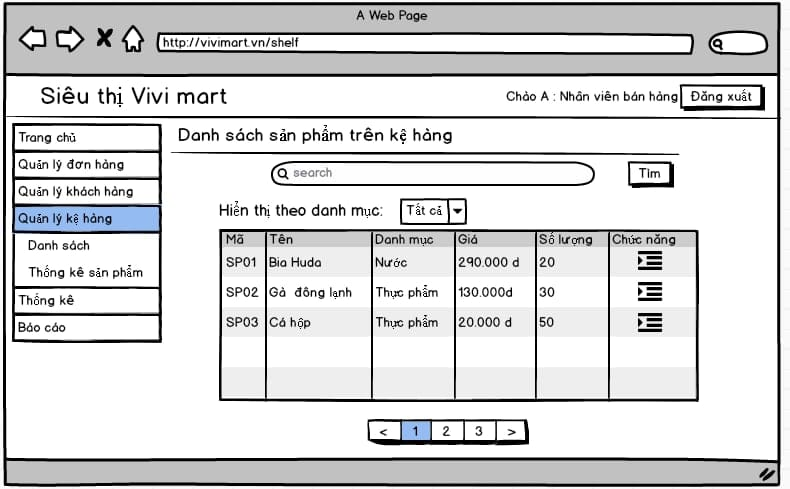 A Web Page
http://vivimart.vn/shelf
Siêu thị Vivi mart
Chào A : Nhân viên bán hàng Đăng xuất
Trang chủ
Quản lý đơn hàng
Quản lý khách hàng
Quản lý kệ hàng
Danh sách
Thống kê sản phẩm
Thống kê
Báo cáo
Danh sách sản phẩm trên kệ hàng
search Tìm
Hiển thị theo danh mục: Tất cả
Mã Tên Danh mục Giá Số lượng Chức năng
SP01 Bia Huda Nước 290.000 d 20
SP02 Gà đông lạnh Thực phẩm 130.000d 30
SP03 Cá hộp Thực phẩm 20.000 d 50
< 1 2 3 >